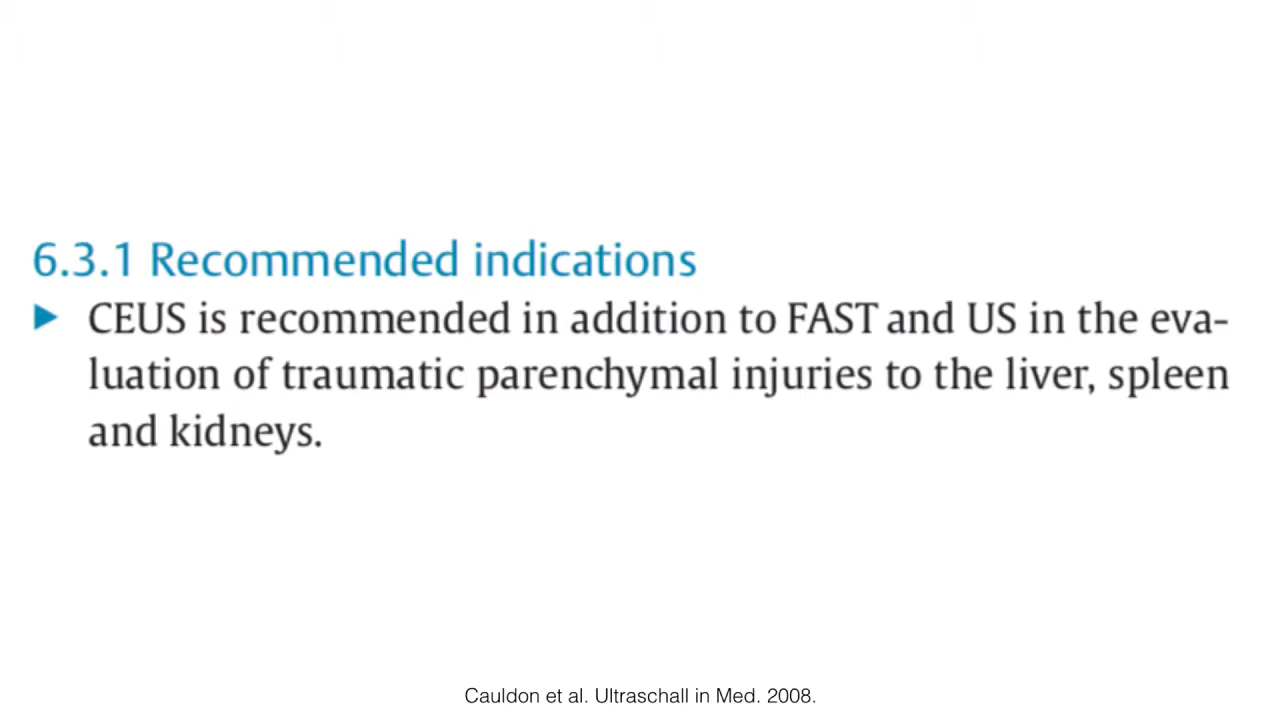 6.3.1 Recommended indications
▶ CEUS is recommended in addition to FAST and US in the eva-
luation of traumatic parenchymal injuries to the liver, spleen
and kidneys.
Cauldon et al. Ultraschall in Med. 2008.